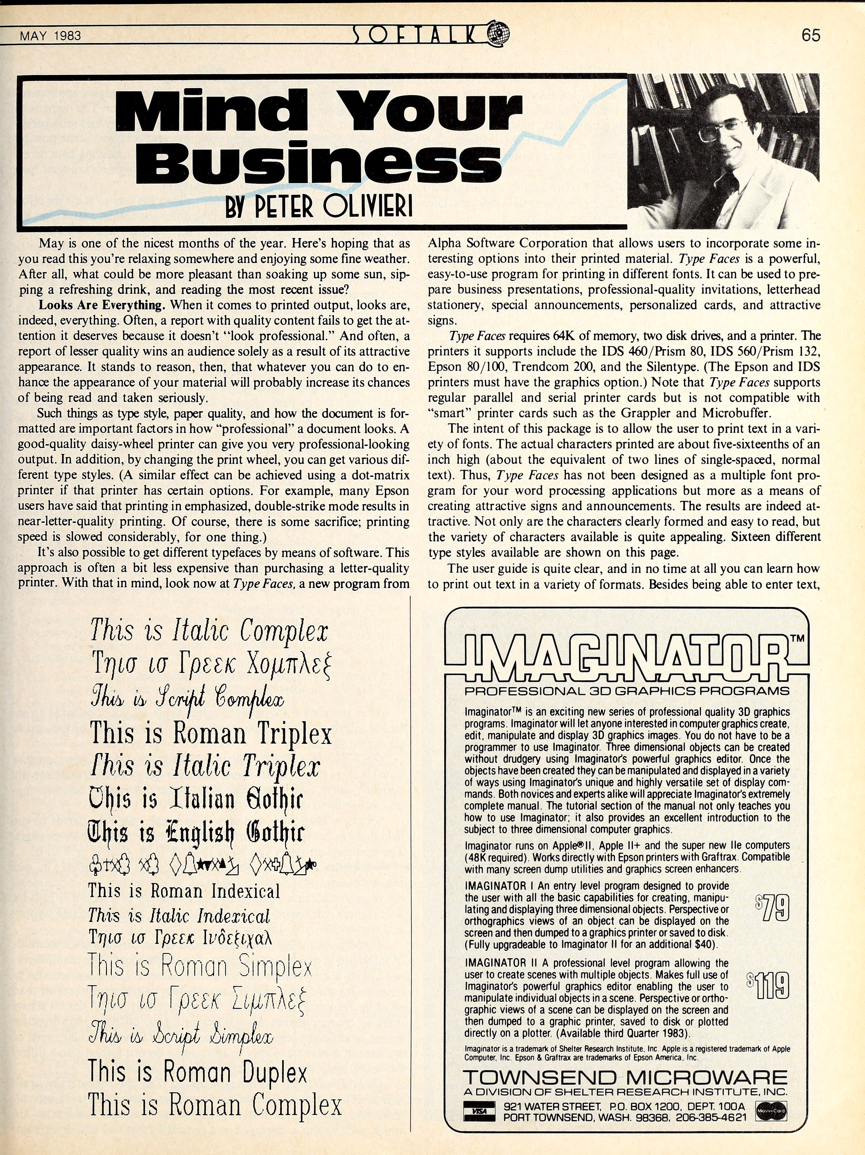 MAY 1983
SOFTALK
65
Mind Your
Business
BY PETER OLIVIERI
May is one of the nicest months of the year. Here's hoping that as
you read this you're relaxing somewhere and enjoying some fine weather.
After all, what could be more pleasant than soaking up some sun, sip-
ping a refreshing drink, and reading the most recent issue?
Looks Are Everything. When it comes to printed output, looks are,
indeed, everything. Often, a report with quality content fails to get the at-
tention it deserves because it doesn't "look professional." And often, a
report of lesser quality wins an audience solely as a result of its attractive
appearance. It stands to reason, then, that whatever you can do to en-
hance the appearance of your material will probably increase its chances
of being read and taken seriously.
Such things as type style, paper quality, and how the document is for-
matted are important factors in how "professional" a document looks. A
good-quality daisy-wheel printer can give you very professional-looking
output. In addition, by changing the print wheel, you can get various dif-
ferent type styles. (A similar effect can be achieved using a dot-matrix
printer if that printer has certain options. For example, many Epson
users have said that printing in emphasized, double-strike mode results in
near-letter-quality printing. Of course, there is some sacrifice; printing
speed is slowed considerably, for one thing.)
It's also possible to get different typefaces by means of software. This
approach is often a bit less expensive than purchasing a letter-quality
printer. With that in mind, look now at Type Faces, a new program from
Alpha Software Corporation that allows users to incorporate some in-
teresting options into their printed material. Type Faces is a powerful,
easy-to-use program for printing in different fonts. It can be used to pre-
pare business presentations, professional-quality invitations, letterhead
stationery, special announcements, personalized cards, and attractive
signs.
Type Faces requires 64K of memory, two disk drives, and a printer. The
printers it supports include the IDS 460/Prism 80, IDS 560/Prism 132,
Epson 80/100, Trendcom 200, and the Silentype. (The Epson and IDS
printers must have the graphics option.) Note that Type Faces supports
regular parallel and serial printer cards but is not compatible with
"smart" printer cards such as the Grappler and Microbuffer.
The intent of this package is to allow the user to print text in a vari-
ety of fonts. The actual characters printed are about five-sixteenths of an
inch high (about the equivalent of two lines of single-spaced, normal
text). Thus, Type Faces has not been designed as a multiple font pro-
gram for your word processing applications but more as a means of
creating attractive signs and announcements. The results are indeed at-
tractive. Not only are the characters clearly formed and easy to read, but
the variety of characters available is quite appealing. Sixteen different
type styles available are shown on this page.
The user guide is quite clear, and in no time at all you can learn how
to print out text in a variety of formats. Besides being able to enter text,
This is Italic Complex
Τηισ ισ Γρεεκ Χομπλεξ
This is Script Complex
This is Roman Triplex
This is Italic Triplex
This is Italian Gothic
This is English Gothic
This is Roman Indexical
This is Italic Indexical
Τηισ ισ Γρεεκ Ινδεξιχαλ
This is Roman Simplex
Τηισ ισ Γρεεκ Σιμπλεξ
This is Script Simplex
This is Roman Duplex
This is Roman Complex
IMAGINATOR™
PROFESSIONAL 3D GRAPHICS PROGRAMS
Imaginator™ is an exciting new series of professional quality 3D graphics
programs. Imaginator will let anyone interested in computer graphics create,
edit, manipulate and display 3D graphics images. You do not have to be a
programmer to use Imaginator. Three dimensional objects can be created
without drudgery using Imaginator's powerful graphics editor. Once the
objects have been created they can be manipulated and displayed in a variety
of ways using Imaginator's unique and highly versatile set of display com-
mands. Both novices and experts alike will appreciate Imaginator's extremely
complete manual. The tutorial section of the manual not only teaches you
how to use Imaginator; it also provides an excellent introduction to the
subject to three dimensional computer graphics.
Imaginator runs on Apple®II, Apple II+ and the super new IIe computers
(48K required). Works directly with Epson printers with Graftrax. Compatible
with many screen dump utilities and graphics screen enhancers.
IMAGINATOR I An entry level program designed to provide
the user with all the basic capabilities for creating, manipu-
lating and displaying three dimensional objects. Perspective or
orthographics views of an object can be displayed on the
screen and then dumped to a graphics printer or saved to disk.
(Fully upgradeable to Imaginator II for an additional $40).
$79
IMAGINATOR II A professional level program allowing the
user to create scenes with multiple objects. Makes full use of
Imaginator's powerful graphics editor enabling the user to
manipulate individual objects in a scene. Perspective or ortho-
graphic views of a scene can be displayed on the screen and
then dumped to a graphic printer, saved to disk or plotted
directly on a plotter. (Available third Quarter 1983).
$119
Imaginator is a trademark of Shelter Research Institute, Inc. Apple is a registered trademark of Apple
Computer, Inc. Epson & Graftrax are trademarks of Epson America, Inc.
TOWNSEND MICROWARE
A DIVISION OF SHELTER RESEARCH INSTITUTE, INC.
VISA
921 WATER STREET, P.O. BOX 1200, DEPT. 100A
PORT TOWNSEND, WASH. 98368, 206-385-4621
MasterCard